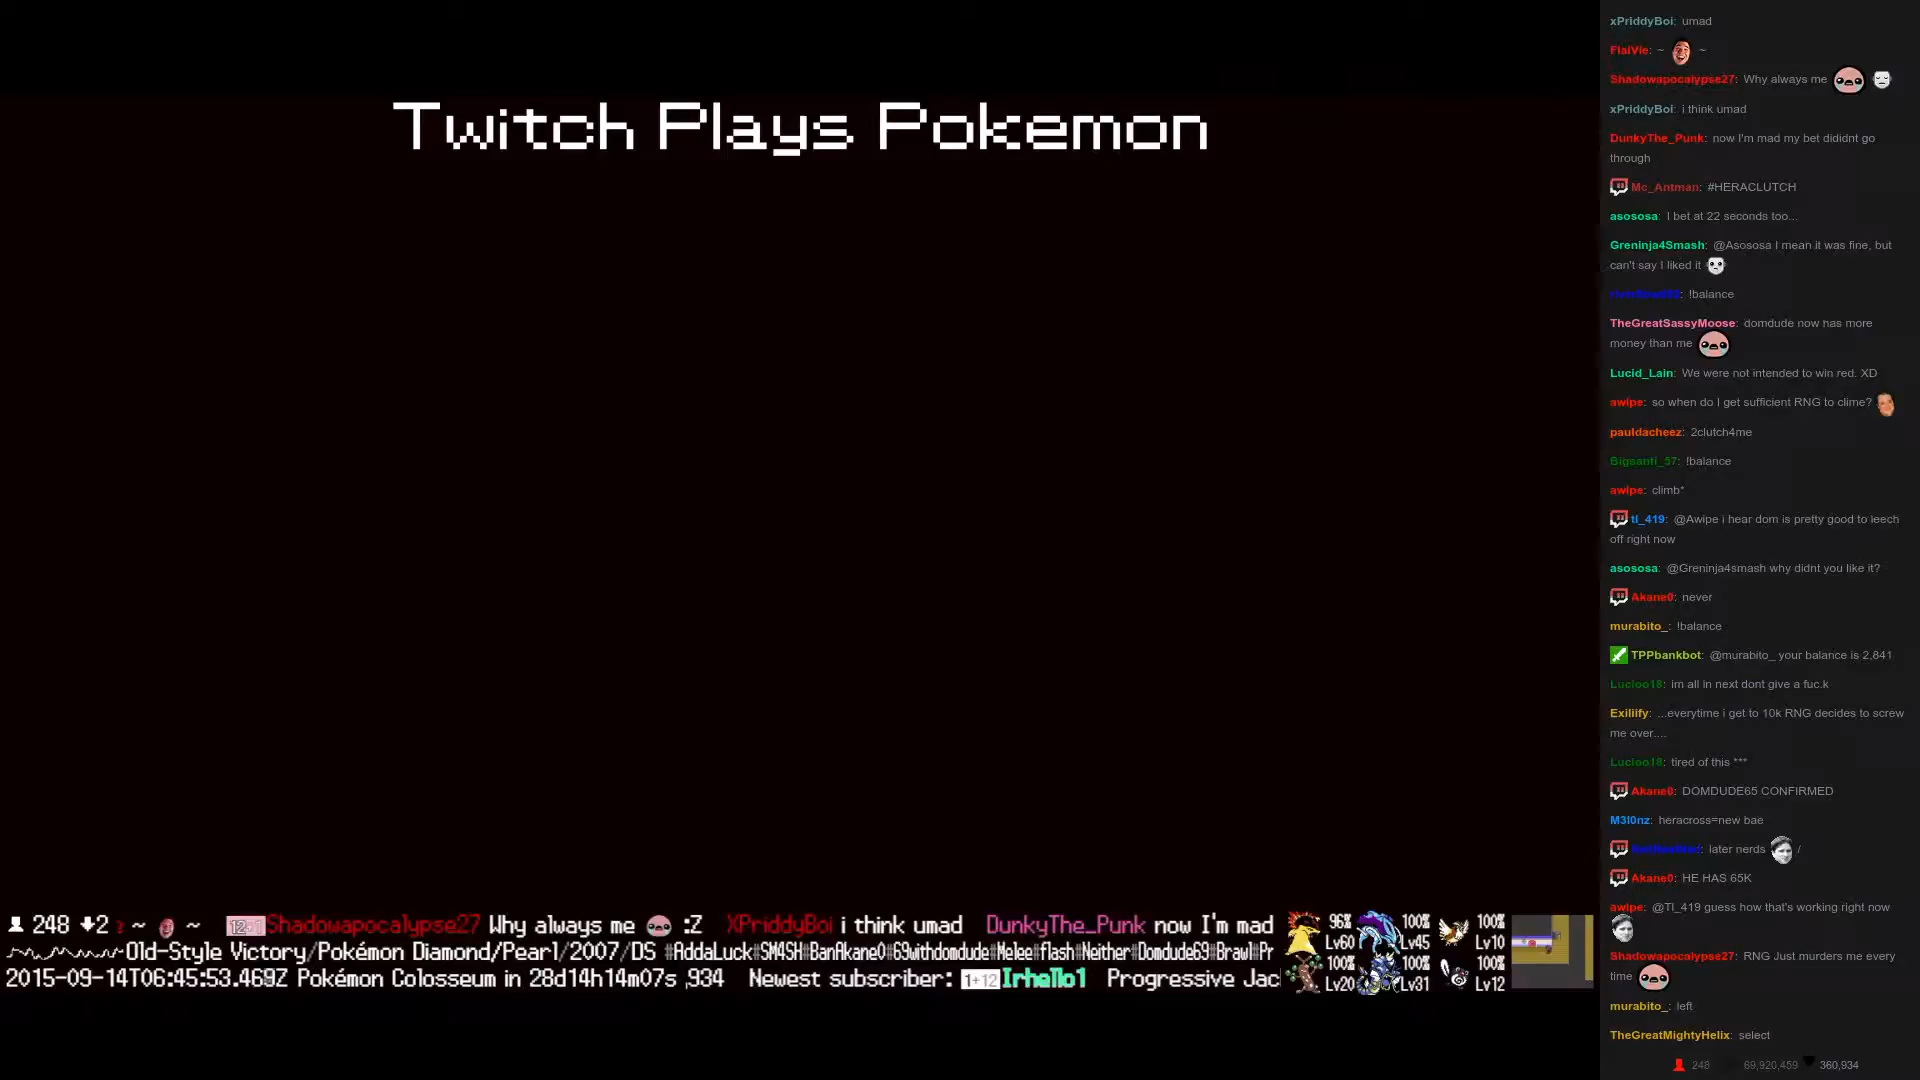 Twitch Plays Pokemon
248 2 ~ ~ Shadowapocalypse27 Why always me :Z XPriddyBoi i think umad DunkyThe_Punk now I'm mad
Old-Style Victory/Pokémon Diamond/Pearl/2007/DS #AddaLuck#SM4SH#BanAkane0#69withdomdude#Melee#flash#Neither#Domdude69#Brawl#Pr
2015-09-14T06:45:53.469Z Pokémon Colosseum in 28d14h14m07s,934 Newest subscriber: 1+12 Irhello1 Progressive Jac
96% 100% 100%
Lv60 Lv45 Lv10
100% 100% 100%
Lv20 Lv31 Lv12
xPriddyBoi: umad
FlaiVie: ~ ~
Shadowapocalypse27: Why always me
xPriddyBoi: i think umad
DunkyThe_Punk: now I'm mad my bet dididnt go
through
Mc_Antman: #HERACLUTCH
asososa: I bet at 22 seconds too...
Greninja4Smash: @Asososa I mean it was fine, but
can't say I liked it
: !balance
TheGreatSassyMoose: domdude now has more
money than me
Lucid_Lain: We were not intended to win red. XD
awipe: so when do I get sufficient RNG to clime?
pauldacheez: 2clutch4me
Bigsanti_57: !balance
awipe: climb*
tl_419: @Awipe i hear dom is pretty good to leech
off right now
asososa: @Greninja4smash why didnt you like it?
Akane0: never
murabito_: !balance
TPPbankbot: @murabito_ your balance is 2,841
Lucioo18: im all in next dont give a fuc.k
Exiliify: ...everytime i get to 10k RNG decides to screw
me over....
Lucioo18: tired of this ***
Akane0: DOMDUDE65 CONFIRMED
M3l0nz: heracross=new bae
: later nerds /
Akane0: HE HAS 65K
awipe: @Tl_419 guess how that's working right now
Shadowapocalypse27: RNG Just murders me every
time
murabito_: left
TheGreatMightyHelix: select
248 69,920,459 360,934